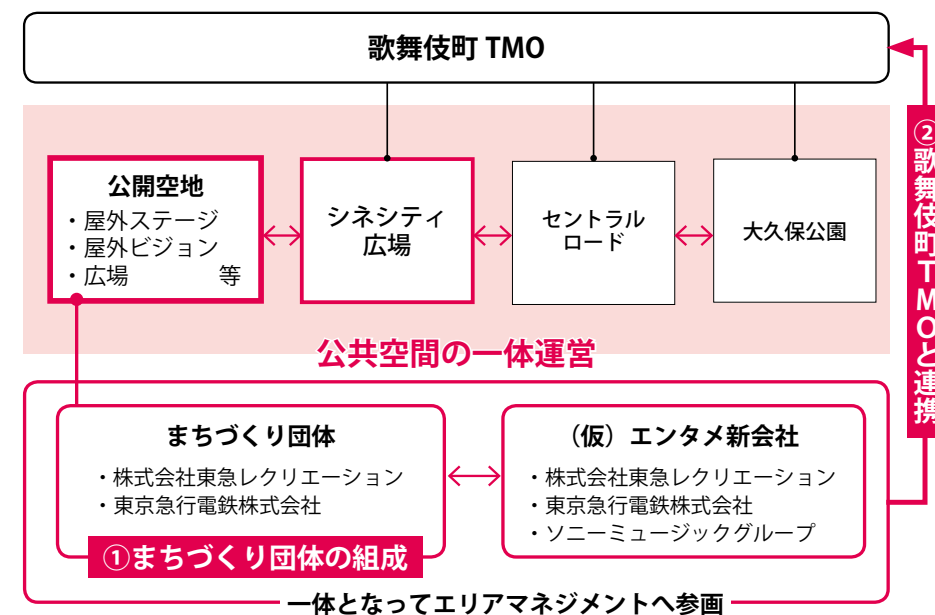 歌舞伎町 TMO
公開空地
・屋外ステージ
・屋外ビジョン
・広場　　　等
シネシティ
広場
セントラル
ロード
大久保公園
②歌舞伎町TMOと連携
公共空間の一体運営
まちづくり団体
・株式会社東急レクリエーション
・東京急行電鉄株式会社
①まちづくり団体の組成
（仮）エンタメ新会社
・株式会社東急レクリエーション
・東京急行電鉄株式会社
・ソニーミュージックグループ
一体となってエリアマネジメントへ参画